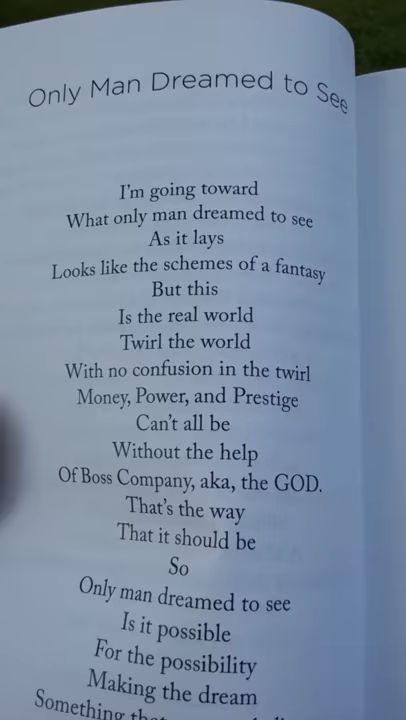 Only Man Dreamed to See
I'm going toward
What only man dreamed to see
As it lays
Looks like the schemes of a fantasy
But this
Is the real world
Twirl the world
With no confusion in the twirl
Money, Power, and Prestige
Can't all be
Without the help
Of Boss Company, aka, the GOD.
That's the way
That it should be
So
Only man dreamed to see
Is it possible
For the possibility
Making the dream
Something that